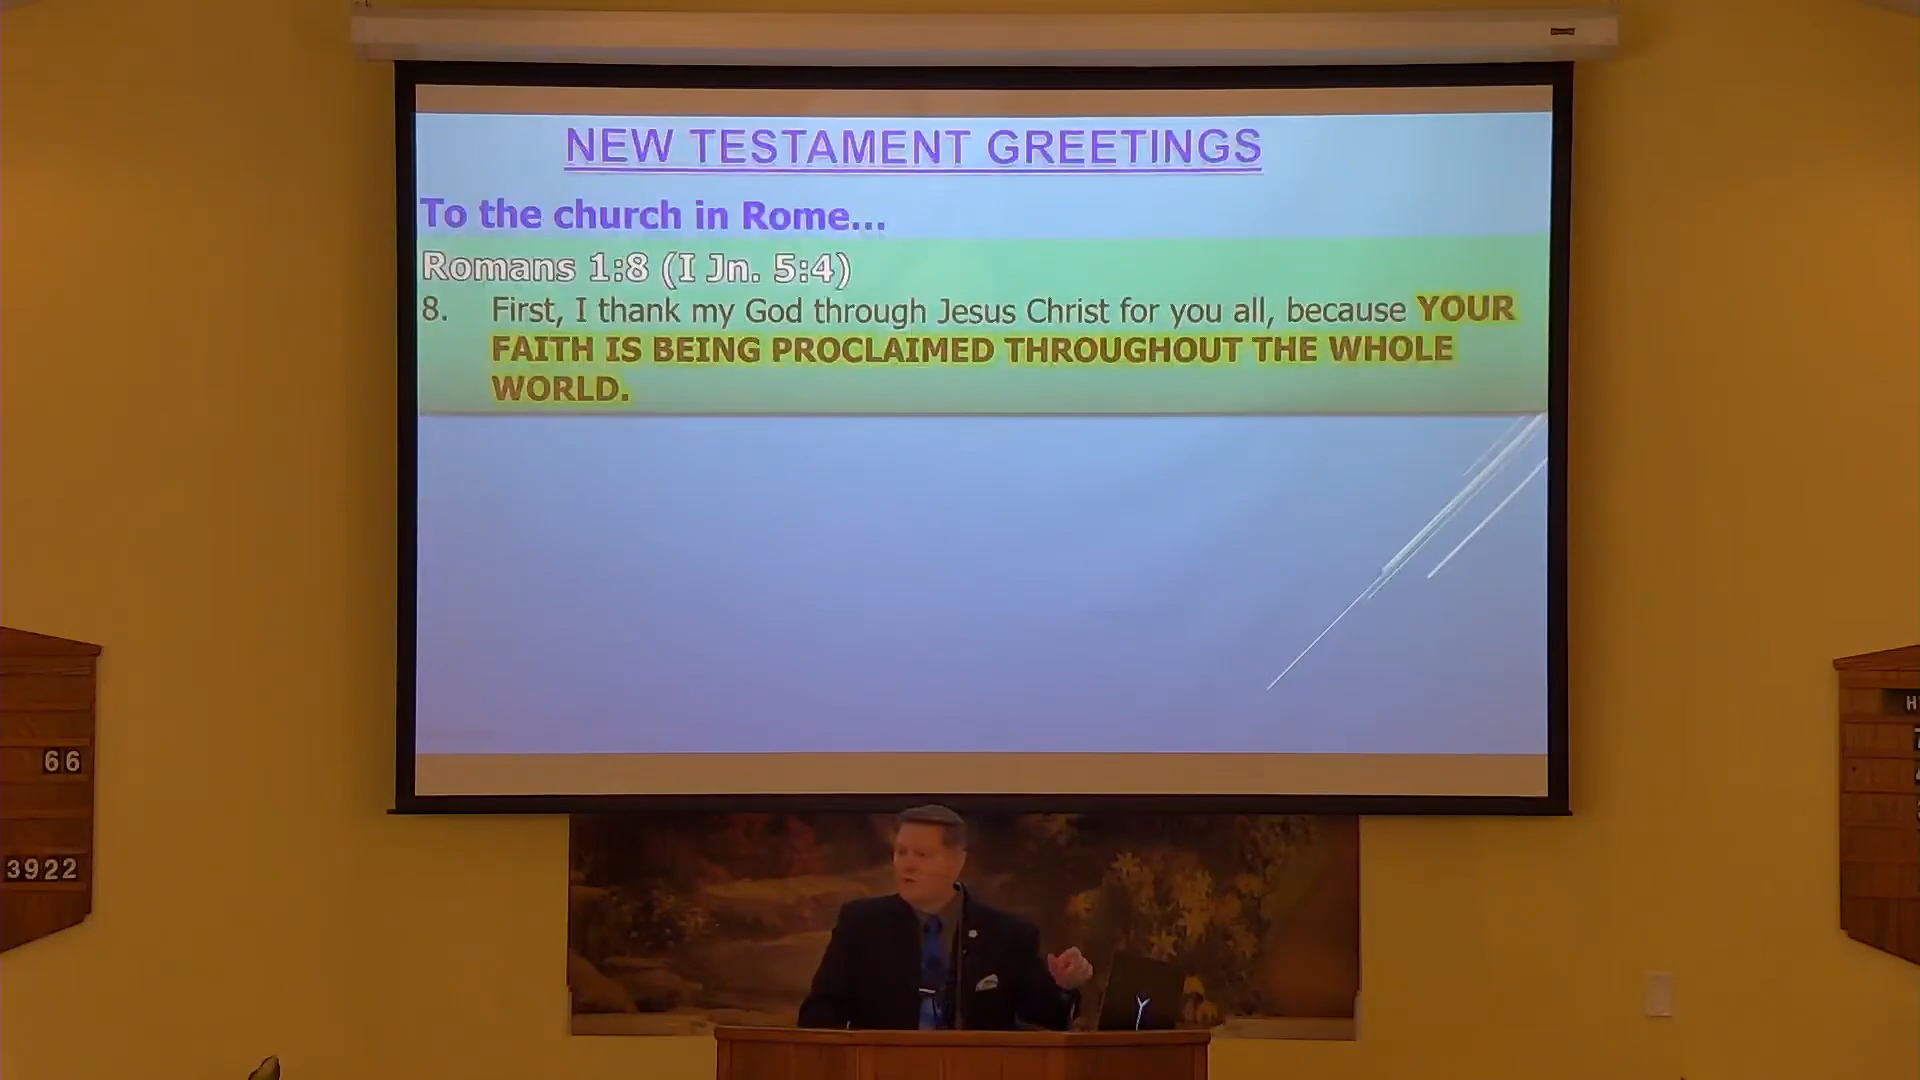 NEW TESTAMENT GREETINGS
To the church in Rome...
Romans 1:8 (I Jn. 5:4)
8. First, I thank my God through Jesus Christ for you all, because YOUR
FAITH IS BEING PROCLAIMED THROUGHOUT THE WHOLE
WORLD.
66
3922
H